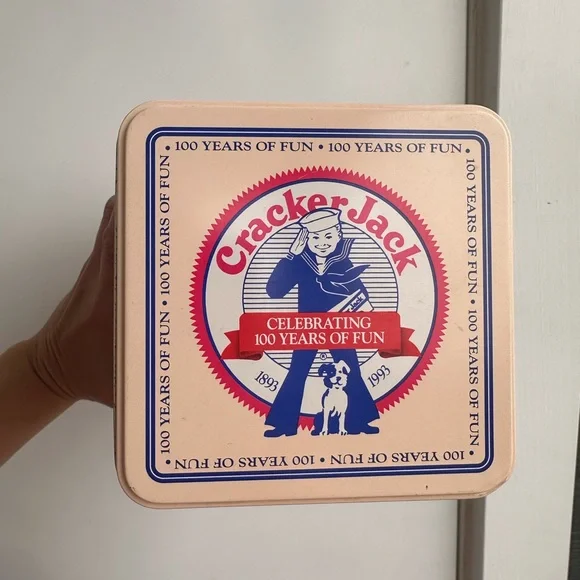 • 100 YEARS OF FUN • 100 YEARS OF FUN •
100 YEARS OF FUN • 100 YEARS OF FUN
100 YEARS OF FUN • 100 YEARS OF FUN •
100 YEARS OF FUN • 100 YEARS OF FUN
Cracker Jack
Jack
CELEBRATING
100 YEARS OF FUN
1893
1993